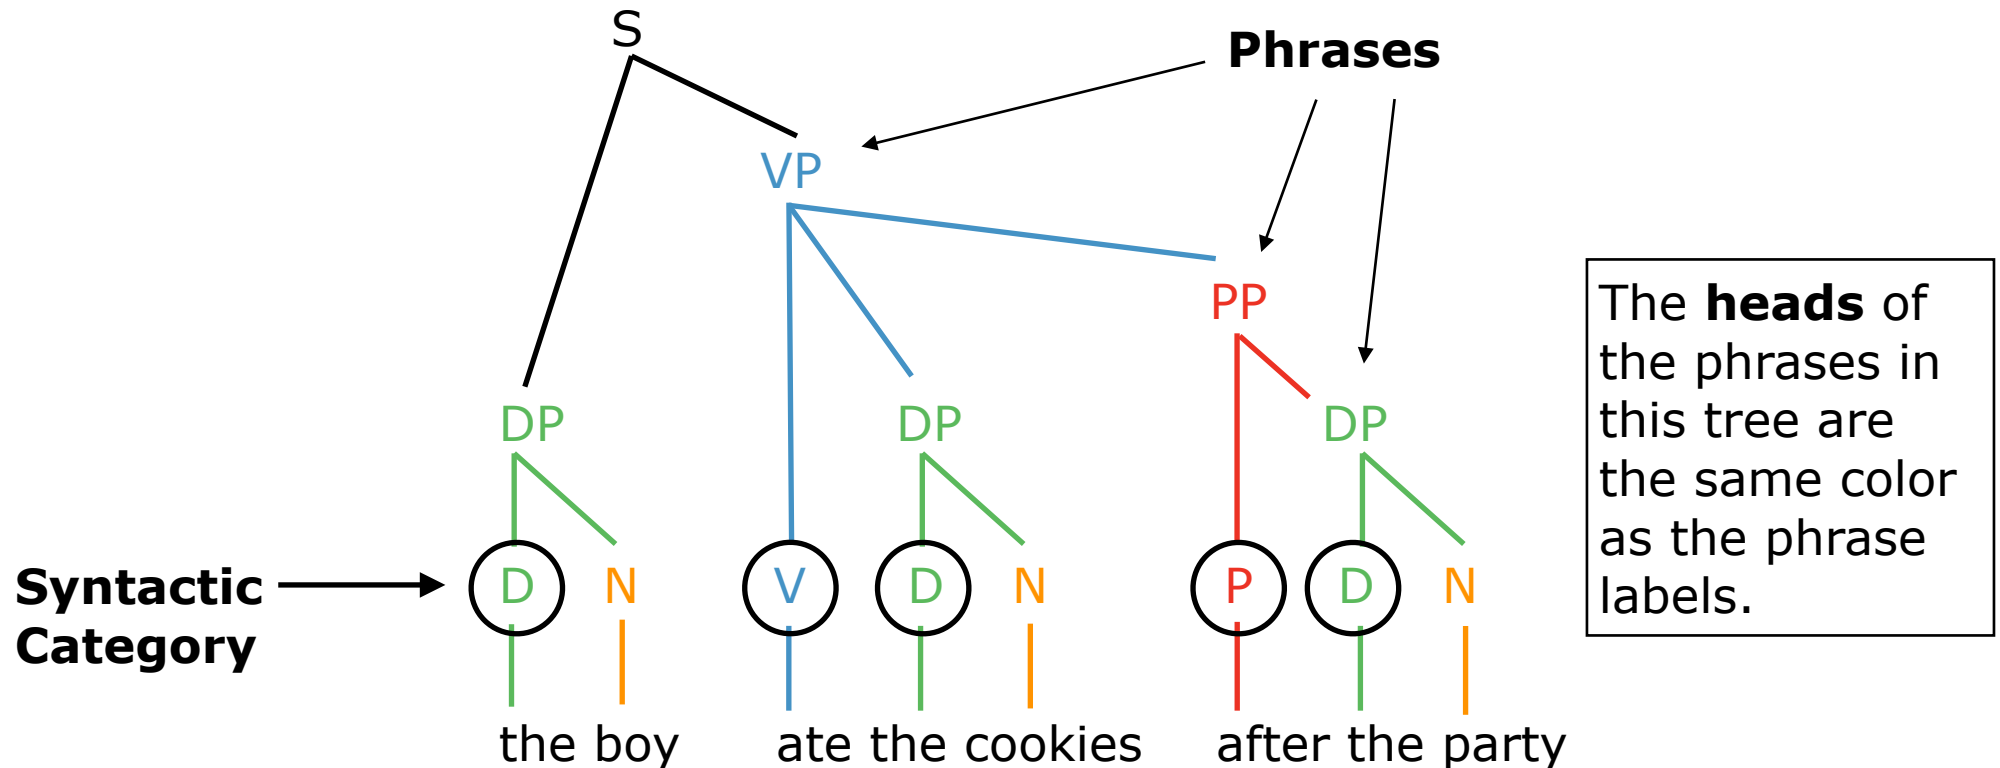 S
Phrases
VP
PP
The heads of
the phrases in
this tree are
the same color
as the phrase
labels.
DP DP DP
Syntactic
Category
D N V D N P D N
the boy ate the cookies after the party